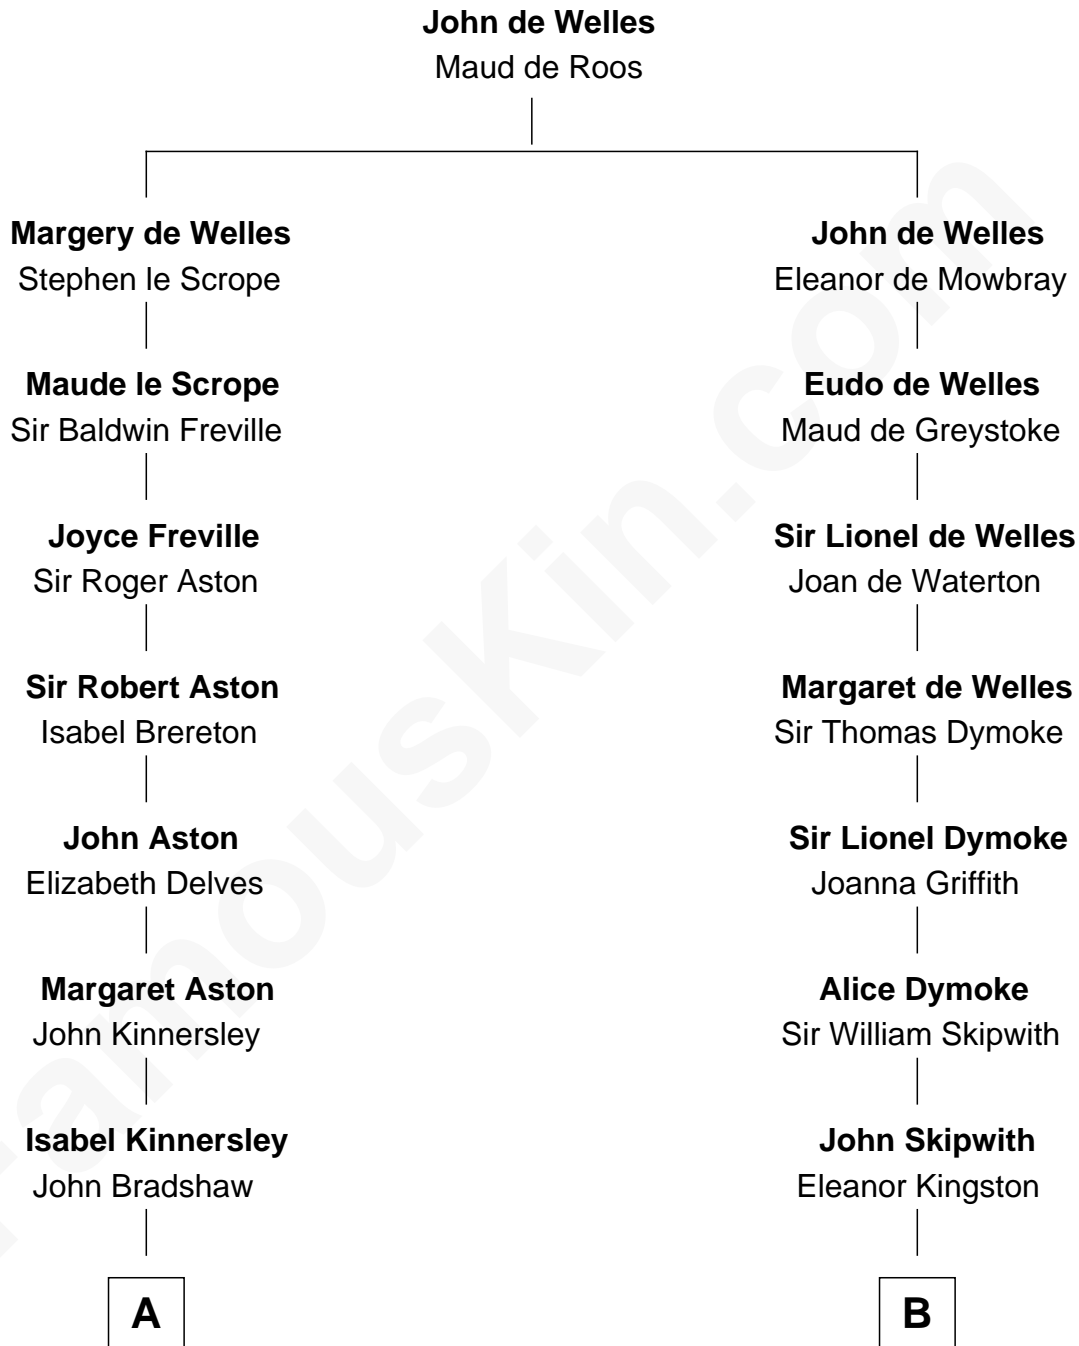 John de Welles
Maud de Roos
Margery de Welles
Stephen le Scrope
John de Welles
Eleanor de Mowbray
Maude le Scrope
Sir Baldwin Freville
Eudo de Welles
Maud de Greystoke
Joyce Freville
Sir Roger Aston
Sir Lionel de Welles
Joan de Waterton
Sir Robert Aston
Isabel Brereton
Margaret de Welles
Sir Thomas Dymoke
John Aston
Elizabeth Delves
Sir Lionel Dymoke
Joanna Griffith
Margaret Aston
John Kinnersley
Alice Dymoke
Sir William Skipwith
Isabel Kinnersley
John Bradshaw
John Skipwith
Eleanor Kingston
A
B
FamousKin.com